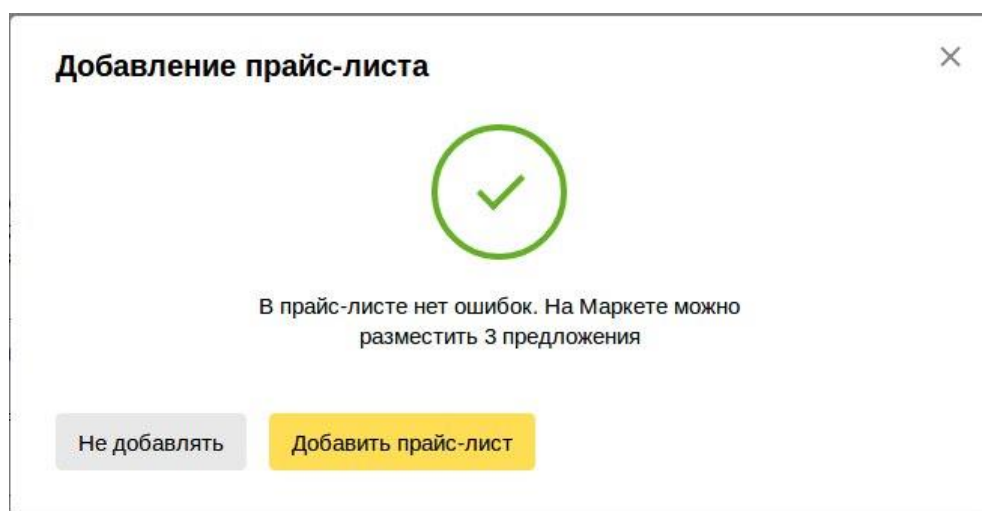 Добавление прайс-листа
В прайс-листе нет ошибок. На Маркете можно
разместить 3 предложения
Не добавлять
Добавить прайс-лист